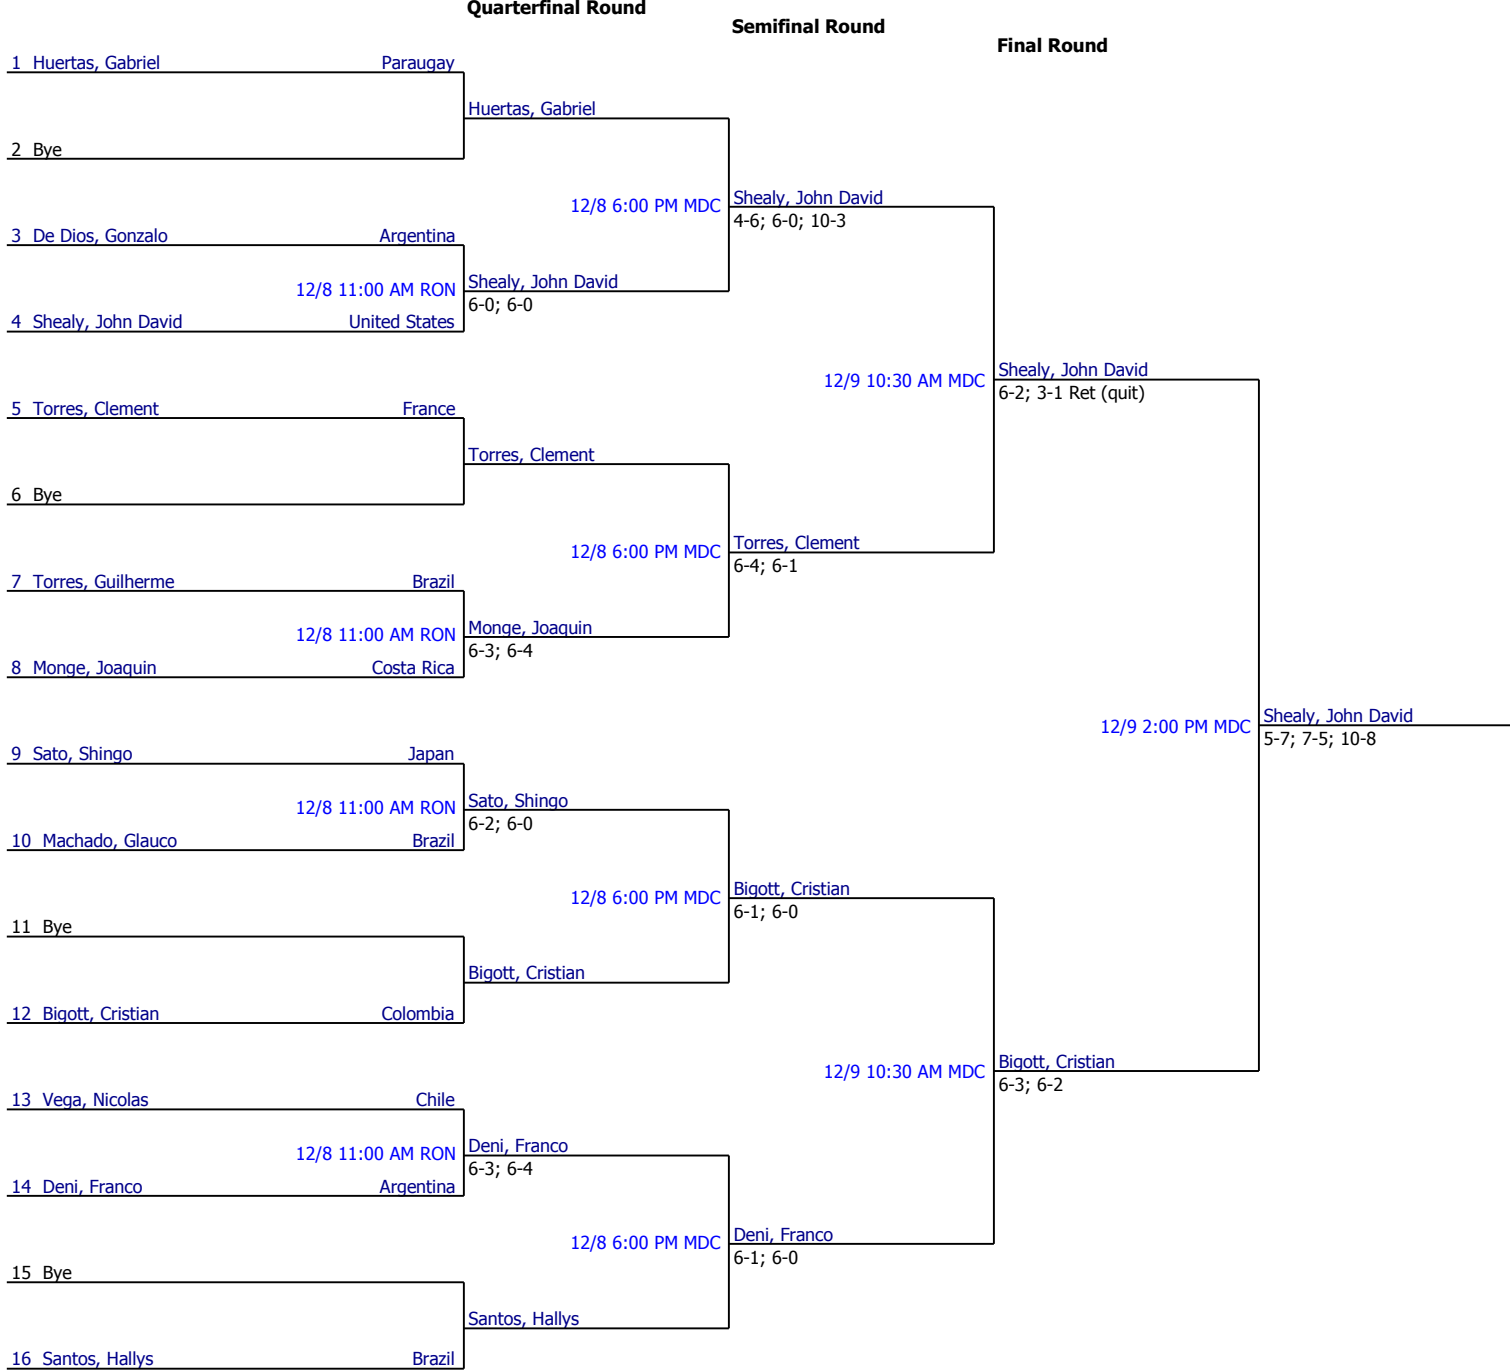 Quarterfinal Round
Semifinal Round
Final Round
1 Huertas, Gabriel Paraugay
Huertas, Gabriel
2 Bye
12/8 6:00 PM MDC Shealy, John David
4-6; 6-0; 10-3
3 De Dios, Gonzalo Argentina
12/8 11:00 AM RON Shealy, John David
6-0; 6-0
4 Shealy, John David United States
12/9 10:30 AM MDC Shealy, John David
6-2; 3-1 Ret (quit)
5 Torres, Clement France
Torres, Clement
6 Bye
12/8 6:00 PM MDC Torres, Clement
6-4; 6-1
7 Torres, Guilherme Brazil
12/8 11:00 AM RON Monge, Joaquin
6-3; 6-4
8 Monge, Joaquin Costa Rica
12/9 2:00 PM MDC Shealy, John David
5-7; 7-5; 10-8
9 Sato, Shingo Japan
12/8 11:00 AM RON Sato, Shingo
6-2; 6-0
10 Machado, Glauco Brazil
12/8 6:00 PM MDC Bigott, Cristian
6-1; 6-0
11 Bye
Bigott, Cristian
12 Bigott, Cristian Colombia
12/9 10:30 AM MDC Bigott, Cristian
6-3; 6-2
13 Vega, Nicolas Chile
12/8 11:00 AM RON Deni, Franco
6-3; 6-4
14 Deni, Franco Argentina
12/8 6:00 PM MDC Deni, Franco
6-1; 6-0
15 Bye
Santos, Hallys
16 Santos, Hallys Brazil